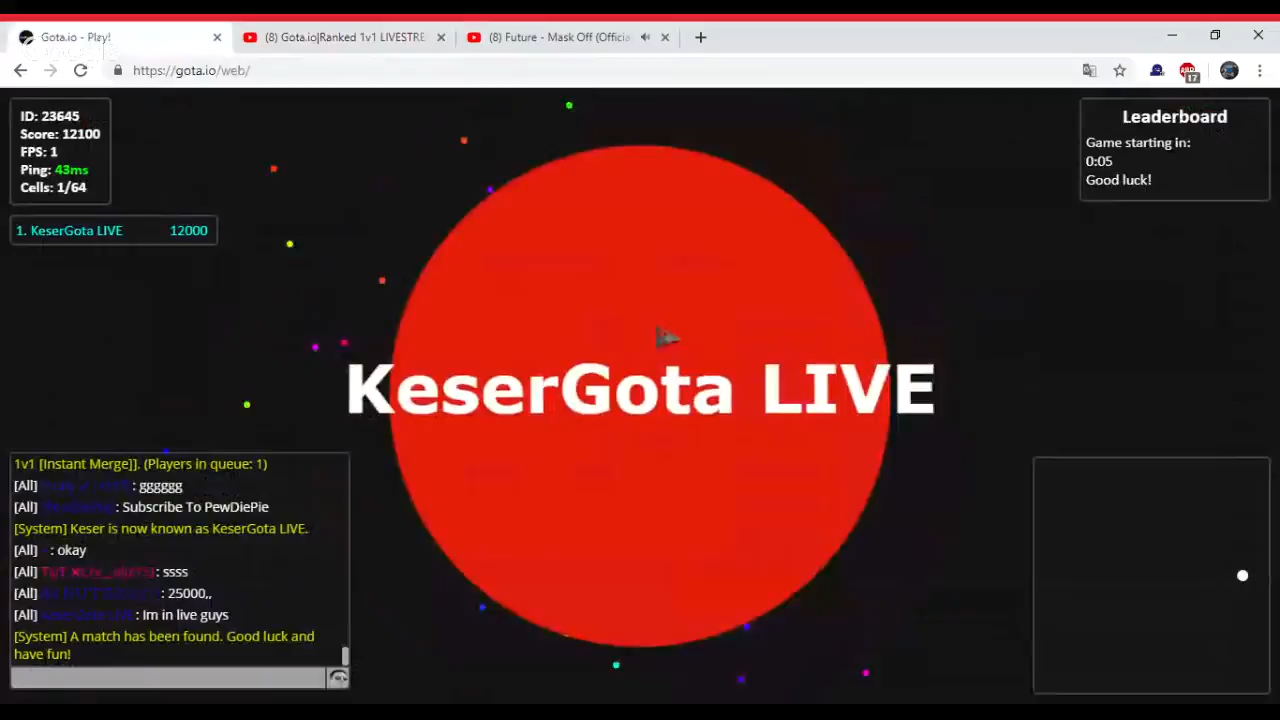 Gota.io - Play!
(8) Gota.io|Ranked 1v1 LIVESTRE
(8) Future - Mask Off (Officia
https://gota.io/web/
17
ID: 23645
Score: 12100
FPS: 1
Ping: 43ms
Cells: 1/64
1. KeserGota LIVE 12000
Leaderboard
Game starting in:
0:05
Good luck!
KeserGota LIVE
1v1 [Instant Merge]]. (Players in queue: 1)
[All] : gggggg
[All] : Subscribe To PewDiePie
[System] Keser is now known as KeserGota LIVE.
[All] : okay
[All] : ssss
[All] : 25000,,
[All] KeserGota LIVE: Im in live guys
[System] A match has been found. Good luck and
have fun!